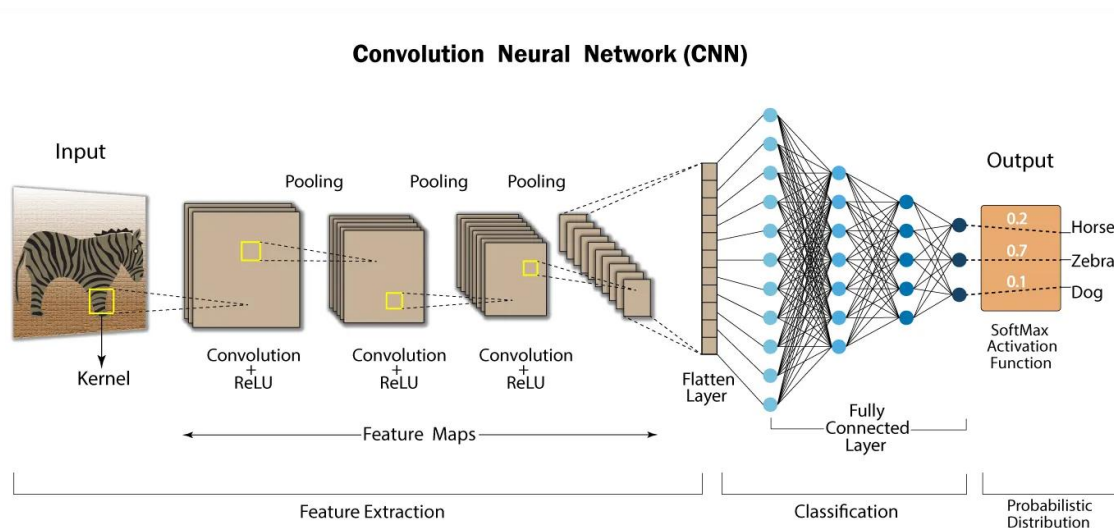 Convolution Neural Network (CNN)
Input
Kernel
Pooling
Pooling
Pooling
Convolution
+
ReLU
Convolution
+
ReLU
Convolution
+
ReLU
Feature Maps
Flatten
Layer
Fully
Connected
Layer
Output
0.2
Horse
0.7
Zebra
0.1
Dog
SoftMax
Activation
Function
Feature Extraction
Classification
Probabilistic
Distribution